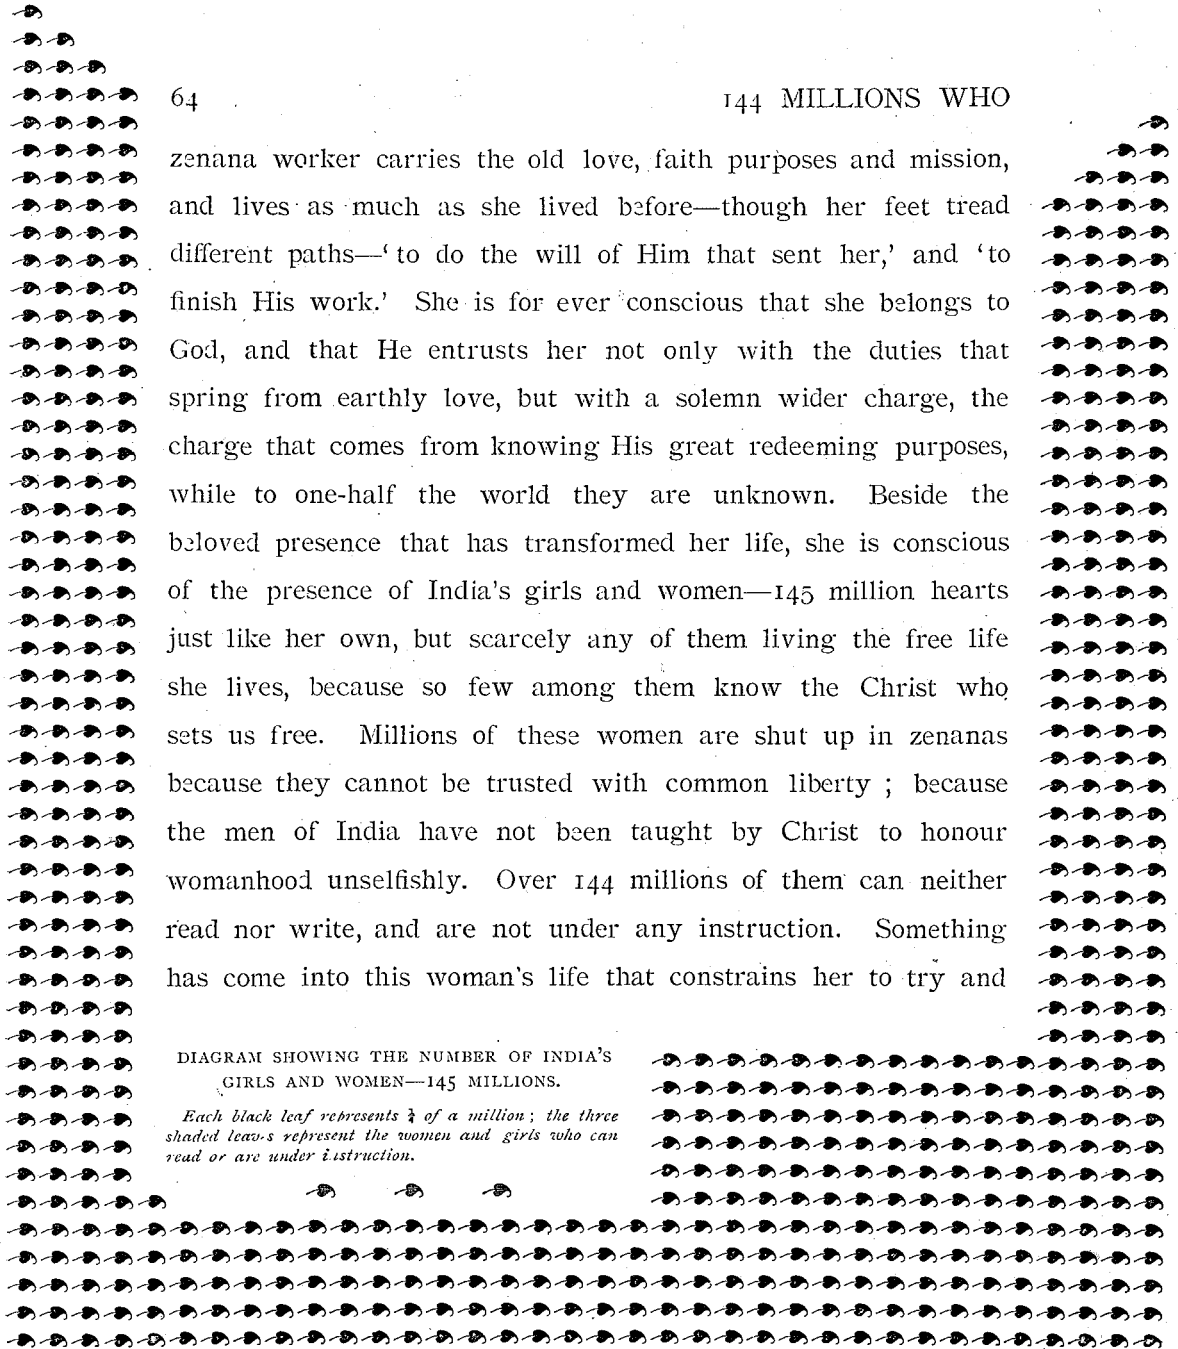 64 144 MILLIONS WHO
zenana worker carries the old love, faith purposes and mission,
and lives as much as she lived before—though her feet tread
different paths—‘to do the will of Him that sent her,’ and ‘to
finish His work.’ She is for ever conscious that she belongs to
God, and that He entrusts her not only with the duties that
spring from earthly love, but with a solemn wider charge, the
charge that comes from knowing His great redeeming purposes,
while to one-half the world they are unknown. Beside the
beloved presence that has transformed her life, she is conscious
of the presence of India’s girls and women—145 million hearts
just like her own, but scarcely any of them living the free life
she lives, because so few among them know the Christ who
sets us free. Millions of these women are shut up in zenanas
because they cannot be trusted with common liberty ; because
the men of India have not been taught by Christ to honour
womanhood unselfishly. Over 144 millions of them can neither
read nor write, and are not under any instruction. Something
has come into this woman’s life that constrains her to try and
DIAGRAM SHOWING THE NUMBER OF INDIA’S
GIRLS AND WOMEN—145 MILLIONS.
Each black leaf represents ¼ of a million ; the three
shaded leaves represent the women and girls who can
read or are under instruction.